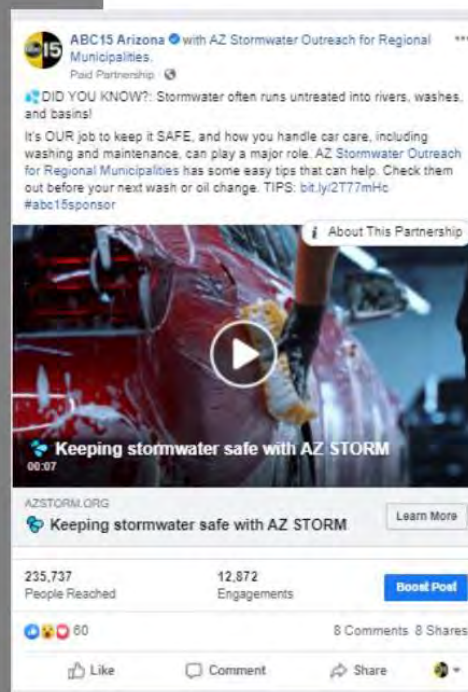 abc 15
ABC15 Arizona with AZ Stormwater Outreach for Regional
Municipalities.
Paid Partnership ·
DID YOU KNOW?: Stormwater often runs untreated into rivers, washes,
and basins!
It's OUR job to keep it SAFE, and how you handle car care, including
washing and maintenance, can play a major role. AZ Stormwater Outreach
for Regional Municipalities has some easy tips that can help. Check them
out before your next wash or oil change. TIPS: bit.ly/2T77mHc
#abc15sponsor
i About This Partnership
Keeping stormwater safe with AZ STORM
00:07
AZSTORM.ORG
Keeping stormwater safe with AZ STORM
Learn More
235,737 12,872
People Reached Engagements
Boost Post
60 8 Comments 8 Shares
Like Comment Share